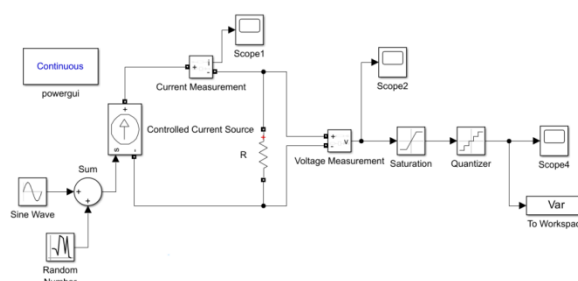 Scope1
Continuous
powergui
Current Measurement
Scope2
Controlled Current Source
R
Voltage Measurement
Saturation
Quantizer
Scope4
Sum
Sine Wave
Var
To Workspac
Random
Number